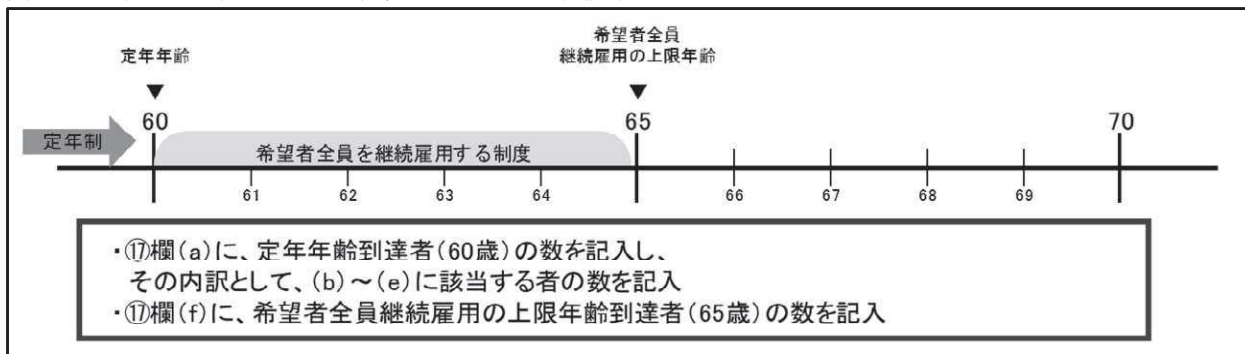 定年年齢
希望者全員
継続雇用の上限年齢
▼
▼
60
65
70
定年制
希望者全員を継続雇用する制度
61
62
63
64
66
67
68
69
・⑰欄(a)に、定年年齢到達者(60歳)の数を記入し、
その内訳として、(b)～(e)に該当する者の数を記入
・⑰欄(f)に、希望者全員継続雇用の上限年齢到達者(65歳)の数を記入